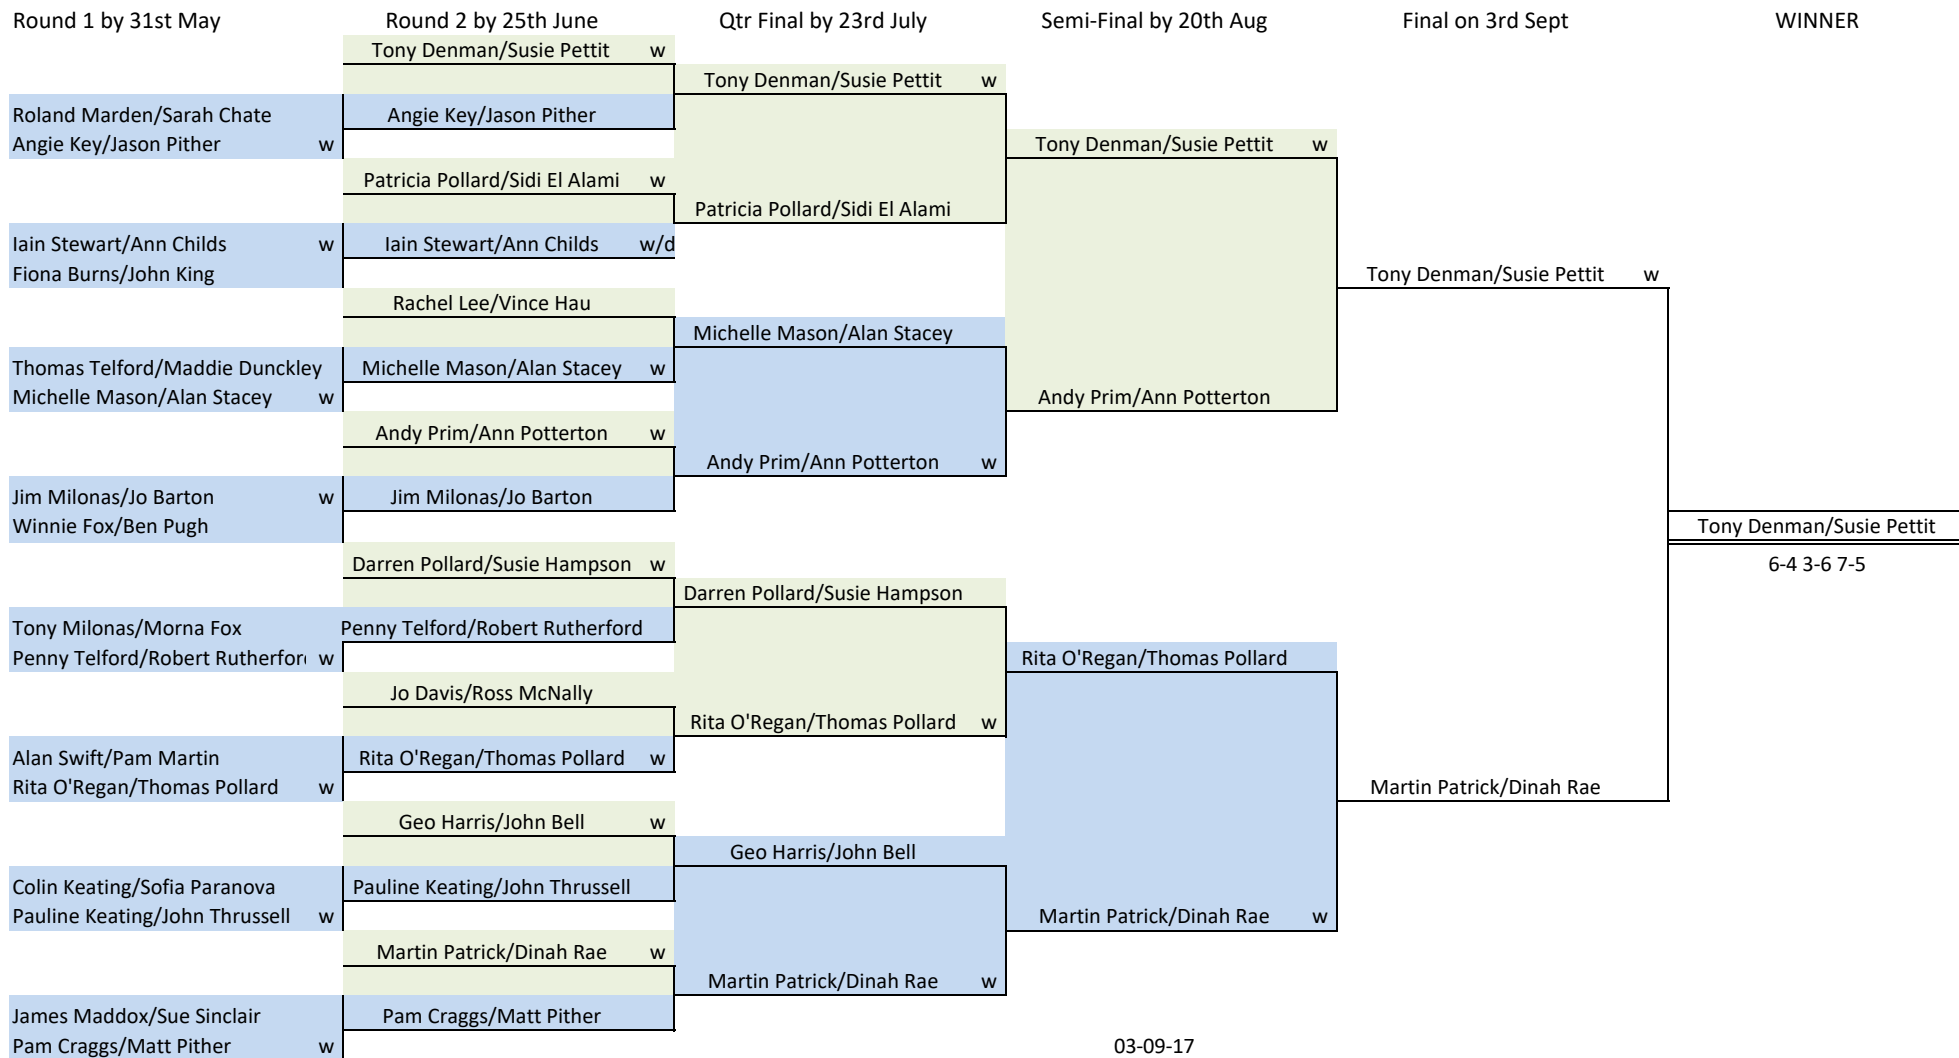 Round 1 by 31st May Round 2 by 25th June Qtr Final by 23rd July Semi-Final by 20th Aug Final on 3rd Sept WINNER
Tony Denman/Susie Pettit w
Tony Denman/Susie Pettit w
Roland Marden/Sarah Chate Angie Key/Jason Pither
Angie Key/Jason Pither w Tony Denman/Susie Pettit w
Patricia Pollard/Sidi El Alami w
Patricia Pollard/Sidi El Alami
Iain Stewart/Ann Childs w Iain Stewart/Ann Childs w/d
Fiona Burns/John King Tony Denman/Susie Pettit w
Rachel Lee/Vince Hau
Michelle Mason/Alan Stacey
Thomas Telford/Maddie Dunckley Michelle Mason/Alan Stacey w
Michelle Mason/Alan Stacey w Andy Prim/Ann Potterton
Andy Prim/Ann Potterton w
Andy Prim/Ann Potterton w
Jim Milonas/Jo Barton w Jim Milonas/Jo Barton
Winnie Fox/Ben Pugh Tony Denman/Susie Pettit
Darren Pollard/Susie Hampson w 6-4 3-6 7-5
Darren Pollard/Susie Hampson
Tony Milonas/Morna Fox Penny Telford/Robert Rutherford
Penny Telford/Robert Rutherfor w Rita O'Regan/Thomas Pollard
Jo Davis/Ross McNally
Rita O'Regan/Thomas Pollard w
Alan Swift/Pam Martin Rita O'Regan/Thomas Pollard w
Rita O'Regan/Thomas Pollard w Martin Patrick/Dinah Rae
Geo Harris/John Bell w
Geo Harris/John Bell
Colin Keating/Sofia Paranova Pauline Keating/John Thrussell
Pauline Keating/John Thrussell w Martin Patrick/Dinah Rae w
Martin Patrick/Dinah Rae w
Martin Patrick/Dinah Rae w
James Maddox/Sue Sinclair Pam Craggs/Matt Pither
Pam Craggs/Matt Pither w 03-09-17